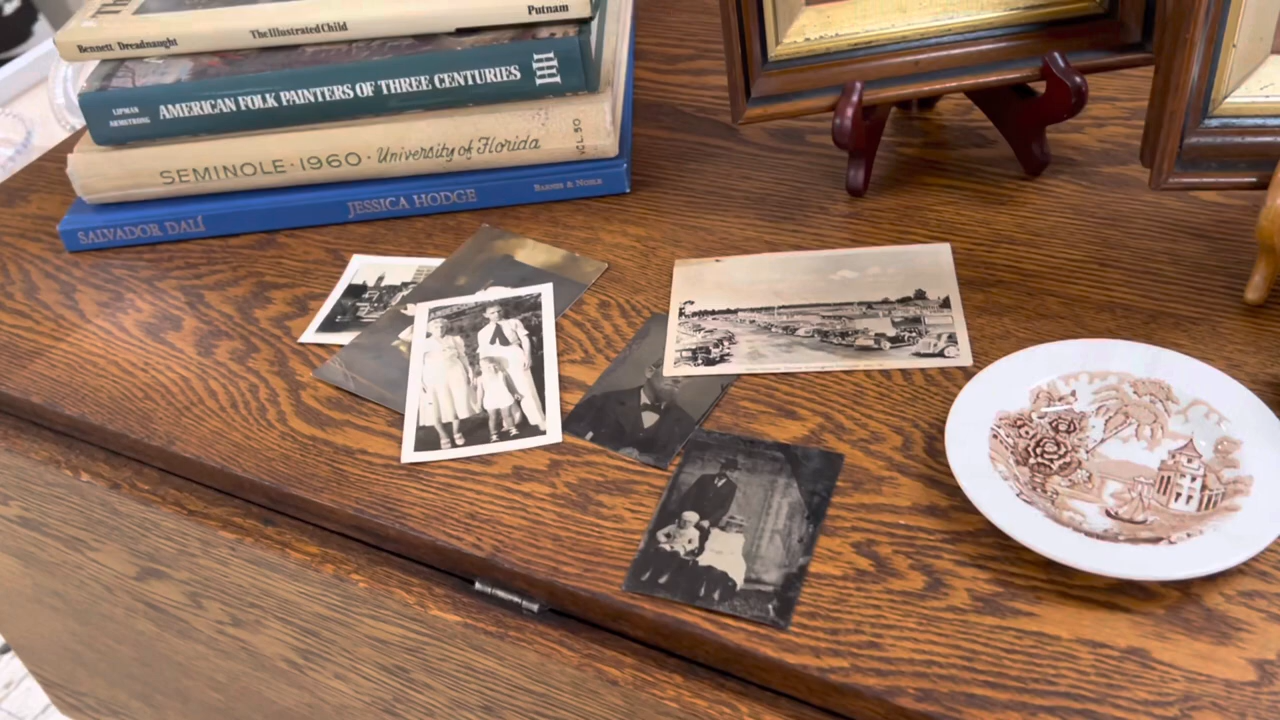 Th
Bennett/Dreadnaught
The Illustrated Child
Putnam
LIPMAN
ARMSTRONG
AMERICAN FOLK PAINTERS OF THREE CENTURIES
SEMINOLE · 1960 · University of Florida
VOL. 50
SALVADOR DALÍ
JESSICA HODGE
BARNES & NOBLE